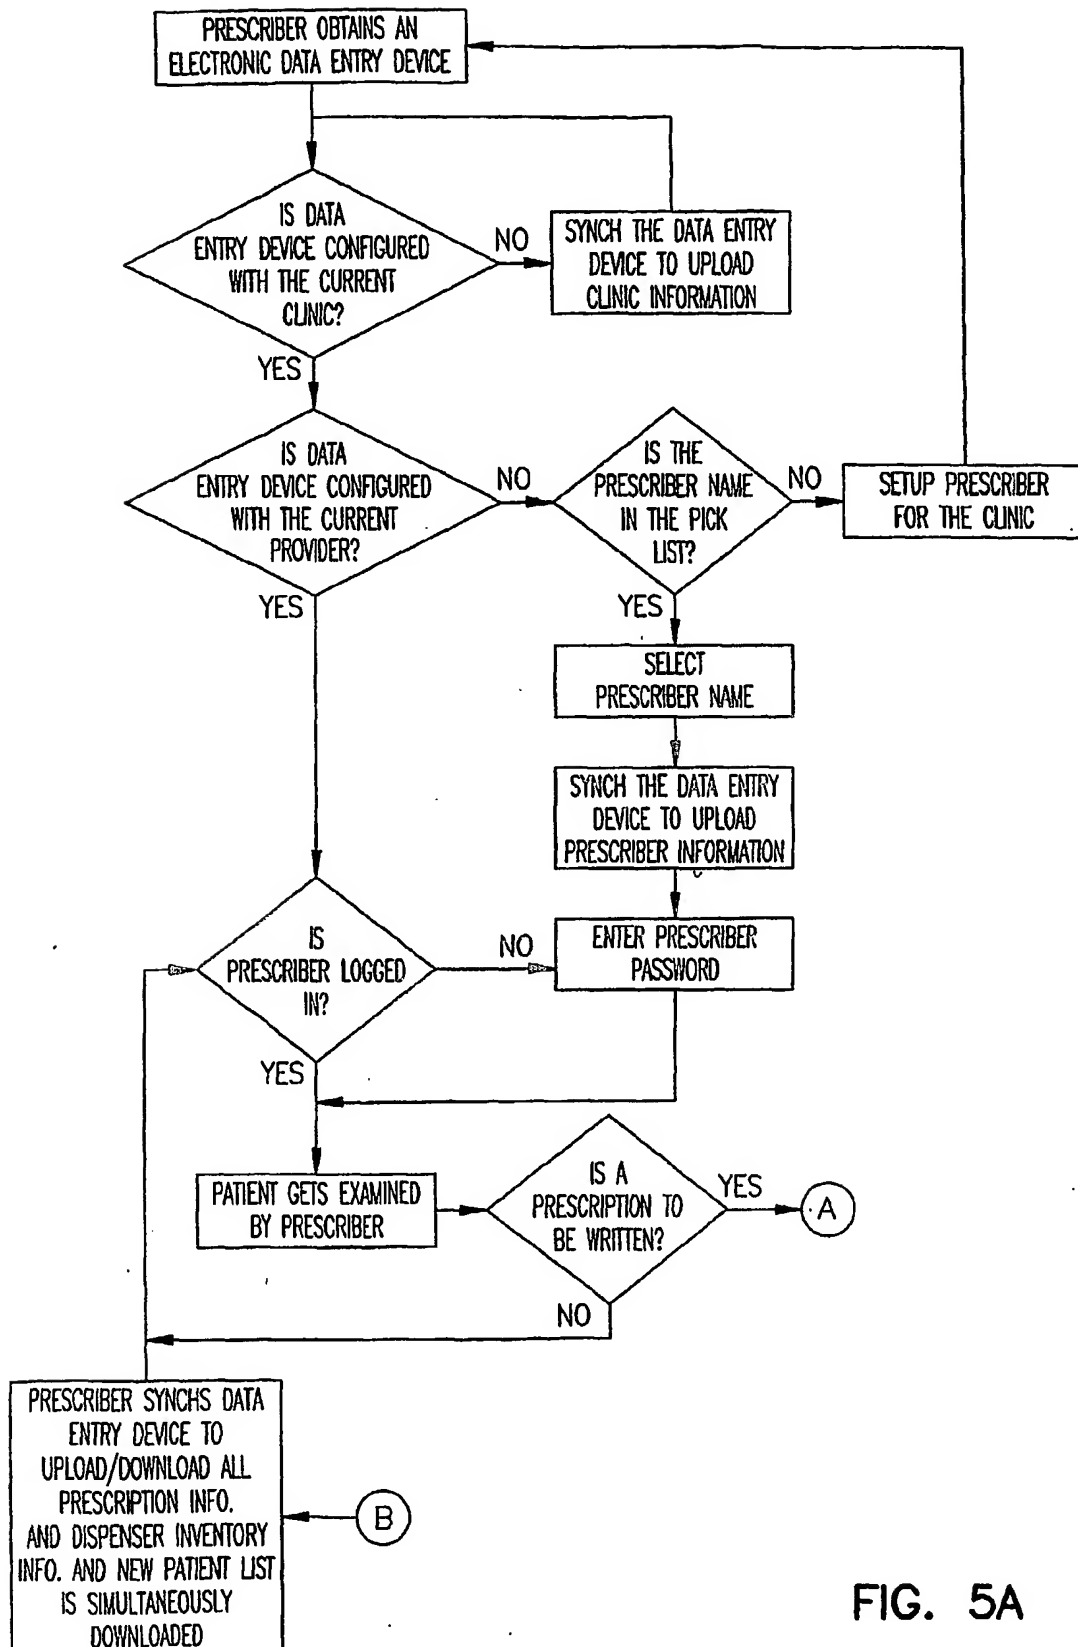 PRESCRIBER OBTAINS AN
ELECTRONIC DATA ENTRY DEVICE
IS DATA
ENTRY DEVICE CONFIGURED
WITH THE CURRENT
CLINIC?
NO
SYNCH THE DATA ENTRY
DEVICE TO UPLOAD
CLINIC INFORMATION
YES
IS DATA
ENTRY DEVICE CONFIGURED
WITH THE CURRENT
PROVIDER?
NO
IS THE
PRESCRIBER NAME
IN THE PICK
LIST?
NO
SETUP PRESCRIBER
FOR THE CLINIC
YES
YES
SELECT
PRESCRIBER NAME
SYNCH THE DATA ENTRY
DEVICE TO UPLOAD
PRESCRIBER INFORMATION
IS
PRESCRIBER LOGGED
IN?
NO
ENTER PRESCRIBER
PASSWORD
YES
PATIENT GETS EXAMINED
BY PRESCRIBER
IS A
PRESCRIPTION TO
BE WRITTEN?
YES
A
NO
PRESCRIBER SYNCHS DATA
ENTRY DEVICE TO
UPLOAD/DOWNLOAD ALL
PRESCRIPTION INFO.
AND DISPENSER INVENTORY
INFO. AND NEW PATIENT LIST
IS SIMULTANEOUSLY
DOWNLOADED
B
FIG. 5A